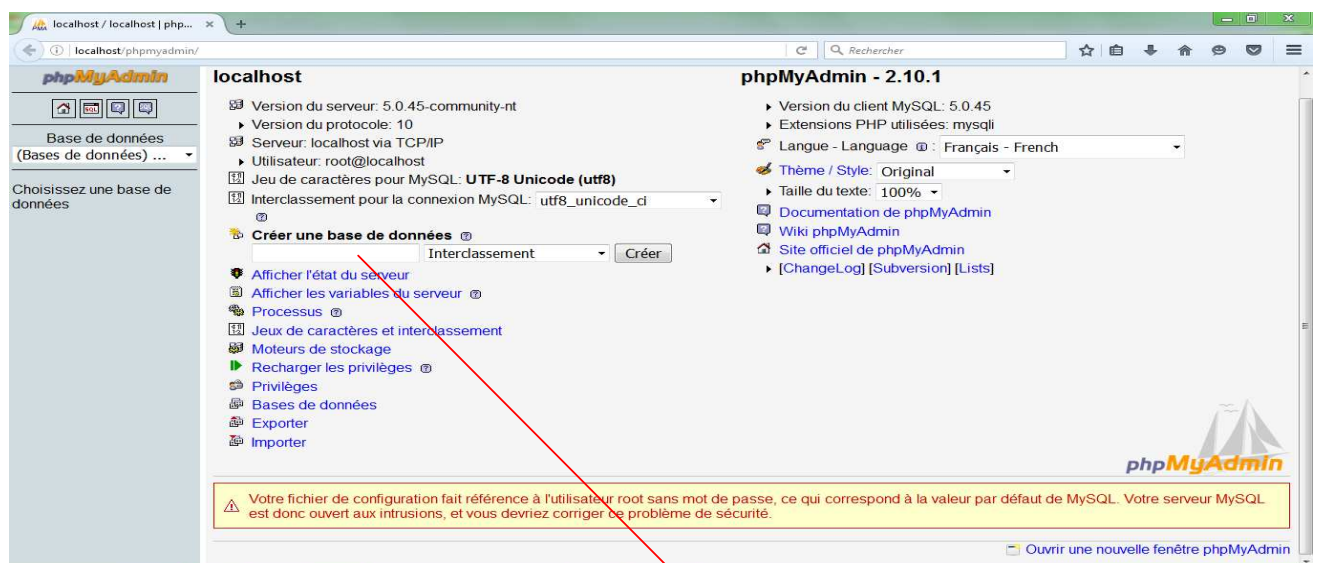 localhost / localhost | php...
localhost/phpmyadmin/
Rechercher
phpMyAdmin
SQL
Base de données
(Bases de données) ...
Choisissez une base de
données
localhost
Version du serveur: 5.0.45-community-nt
Version du protocole: 10
Serveur: localhost via TCP/IP
Utilisateur: root@localhost
Jeu de caractères pour MySQL: UTF-8 Unicode (utf8)
Interclassement pour la connexion MySQL: utf8_unicode_ci
Créer une base de données
Interclassement Créer
Afficher l'état du serveur
Afficher les variables du serveur
Processus
Jeux de caractères et interclassement
Moteurs de stockage
Recharger les privilèges
Privilèges
Bases de données
Exporter
Importer
phpMyAdmin - 2.10.1
Version du client MySQL: 5.0.45
Extensions PHP utilisées: mysqli
Langue - Language : Français - French
Thème / Style: Original
Taille du texte: 100%
Documentation de phpMyAdmin
Wiki phpMyAdmin
Site officiel de phpMyAdmin
[ChangeLog] [Subversion] [Lists]
phpMyAdmin
Votre fichier de configuration fait référence à l'utilisateur root sans mot de passe, ce qui correspond à la valeur par défaut de MySQL. Votre serveur MySQL
est donc ouvert aux intrusions, et vous devriez corriger ce problème de sécurité.
Ouvrir une nouvelle fenêtre phpMyAdmin